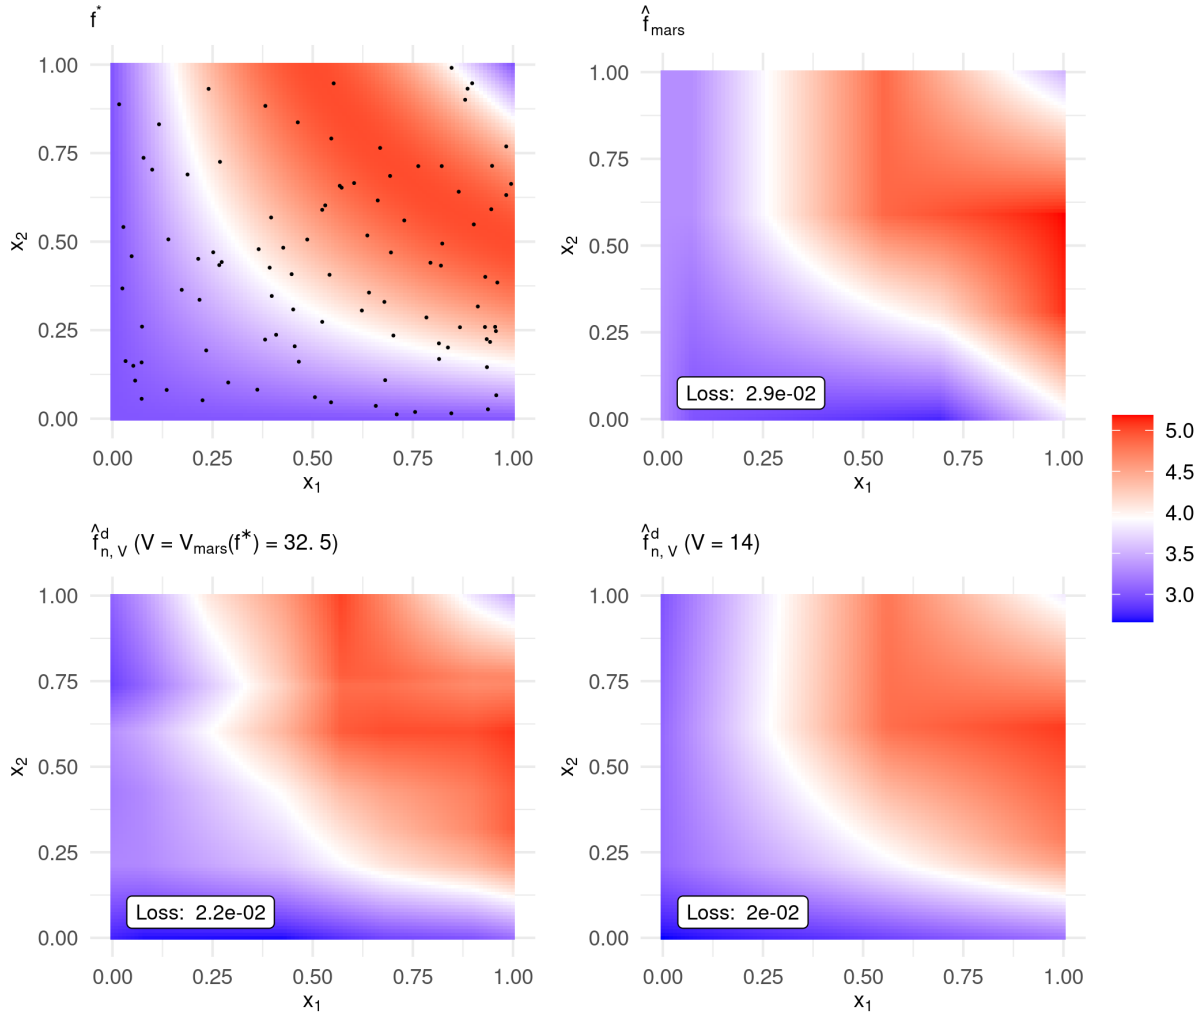 f*
1.00
0.75
0.50
0.25
0.00
x2
0.00 0.25 0.50 0.75 1.00
x1
f̂mars
1.00
0.75
0.50
0.25
0.00
x2
Loss: 2.9e-02
0.00 0.25 0.50 0.75 1.00
x1
5.0
4.5
4.0
3.5
3.0
f̂dn, V (V = Vmars(f*) = 32. 5)
1.00
0.75
0.50
0.25
0.00
x2
Loss: 2.2e-02
0.00 0.25 0.50 0.75 1.00
x1
f̂dn, V (V = 14)
1.00
0.75
0.50
0.25
0.00
x2
Loss: 2e-02
0.00 0.25 0.50 0.75 1.00
x1